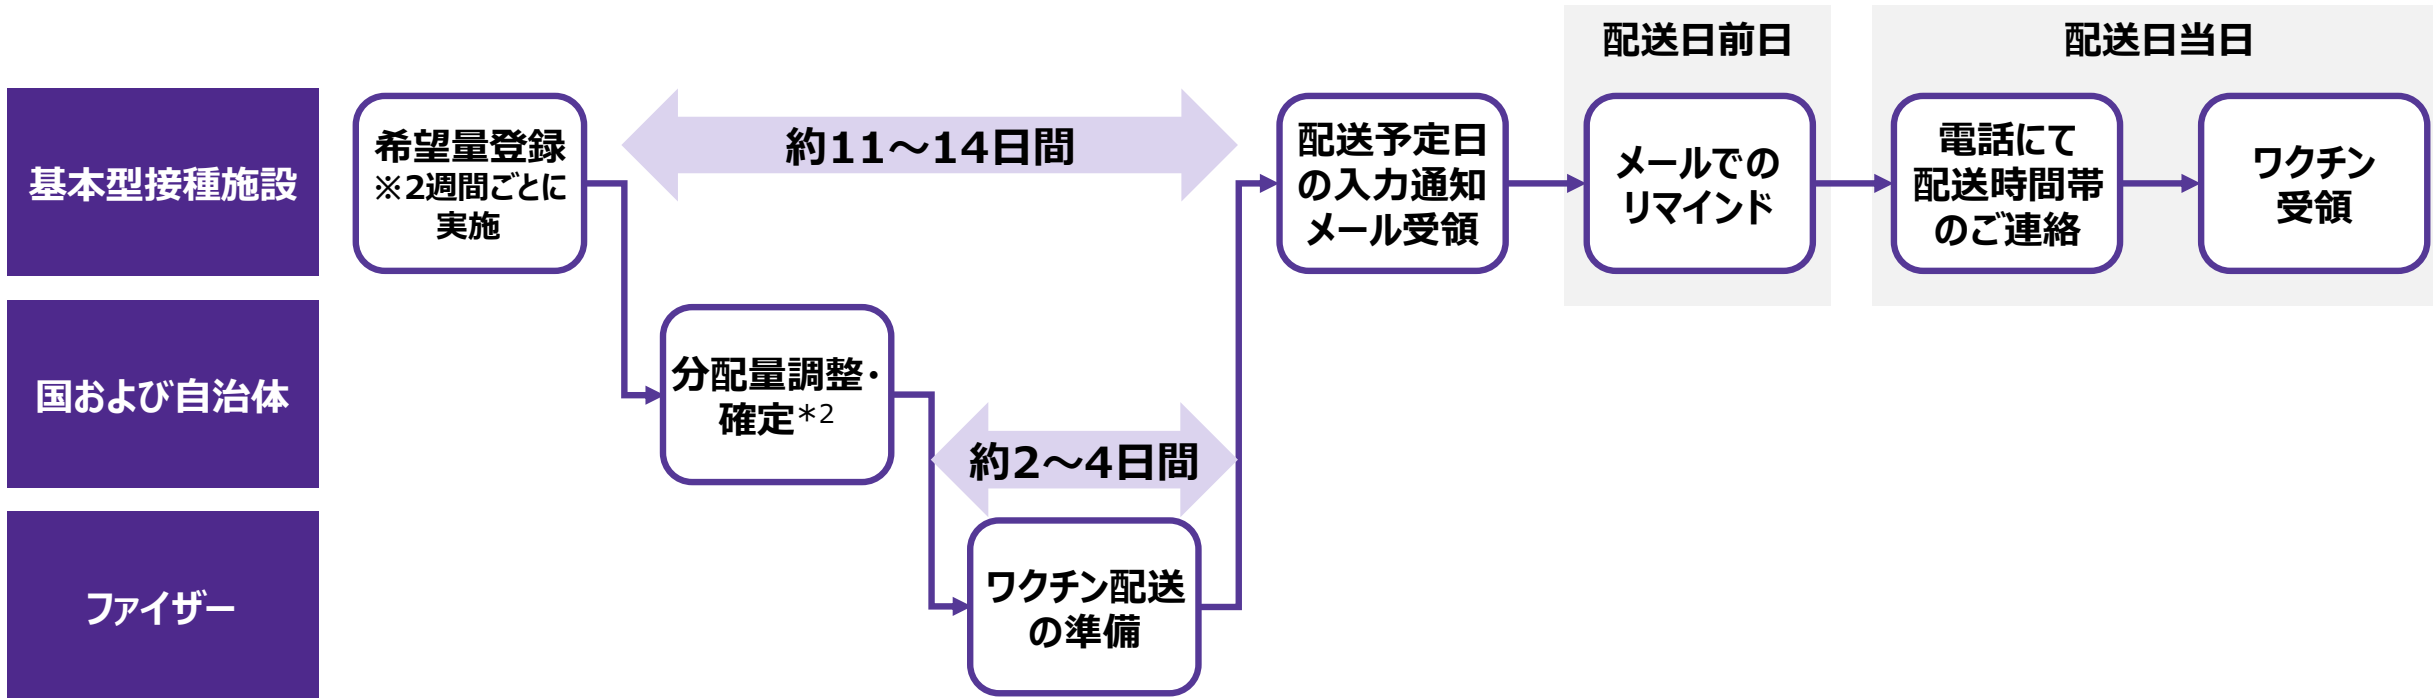 配送日前日
配送日当日
基本型接種施設
希望量登録
※2週間ごとに
実施
約11～14日間
配送予定日
の入力通知
メール受領
メールでの
リマインド
電話にて
配送時間帯
のご連絡
ワクチン
受領
国および自治体
分配量調整・
確定*2
約2～4日間
ファイザー
ワクチン配送
の準備